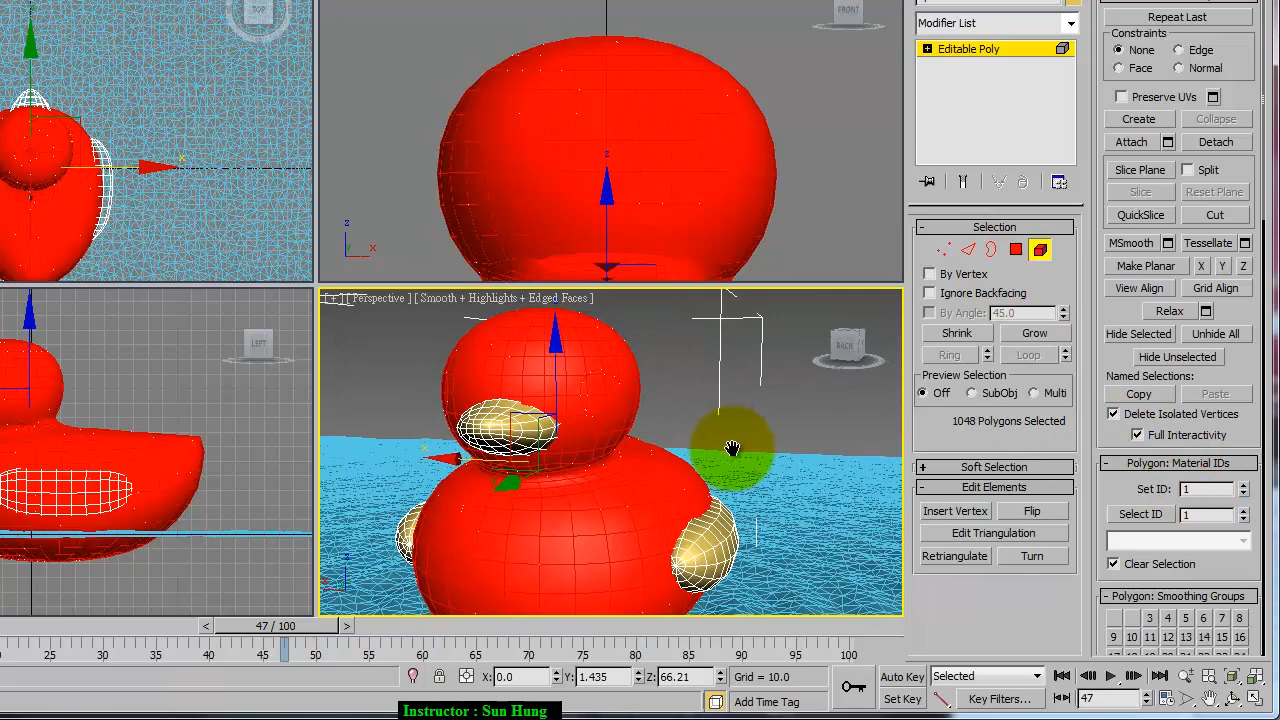 TOP
FRONT
Modifier List
Editable Poly
Repeat Last
Constraints
None
Edge
Face
Normal
Preserve UVs
Create
Collapse
Attach
Detach
Slice Plane
Split
Slice
Reset Plane
QuickSlice
Cut
MSmooth
Tessellate
Make Planar
X
Y
Z
View Align
Grid Align
Relax
Hide Selected
Unhide All
Hide Unselected
Named Selections:
Copy
Paste
Delete Isolated Vertices
Full Interactivity
Polygon: Material IDs
Set ID:
1
Select ID
1
Clear Selection
Polygon: Smoothing Groups
3
4
5
6
7
8
9
10
11
12
13
14
15
16
Selection
By Vertex
Ignore Backfacing
By Angle:
45.0
Shrink
Grow
Ring
Loop
Preview Selection
Off
SubObj
Multi
1048 Polygons Selected
Soft Selection
Edit Elements
Insert Vertex
Flip
Edit Triangulation
Retriangulate
Turn
z
x
z
x
LEFT
[ + ] [ Perspective ] [ Smooth + Highlights + Edged Faces ]
BACK
47 / 100
25
30
35
40
45
50
55
60
65
70
75
80
85
90
95
100
X:
0.0
Y:
1.435
Z:
66.21
Grid = 10.0
Add Time Tag
Auto Key
Selected
Set Key
Key Filters...
47
Instructor : Sun Hung